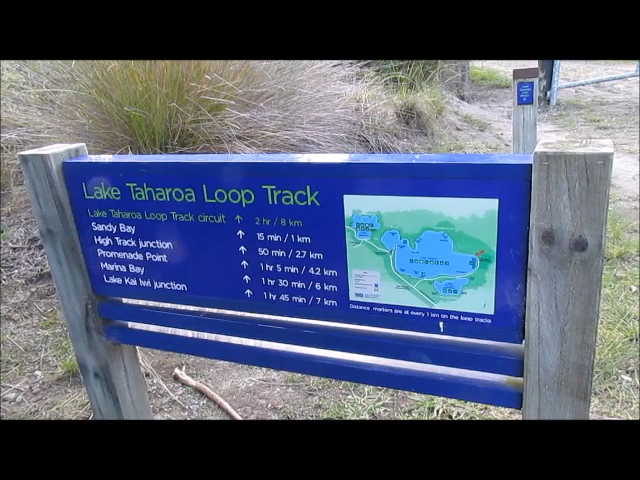 Lake Taharoa Loop Track
Lake Taharoa Loop Track circuit ↑ 2 hr / 8 km
Sandy Bay ↑ 15 min / 1 km
High Track junction ↑ 50 min / 2.7 km
Promenade Point ↑ 1 hr 5 min / 4.2 km
Marina Bay ↑ 1 hr 30 min / 6 km
Lake Kai Iwi junction ↑ 1 hr 45 min / 7 km
Distance markers are at every 1 km on the loop tracks